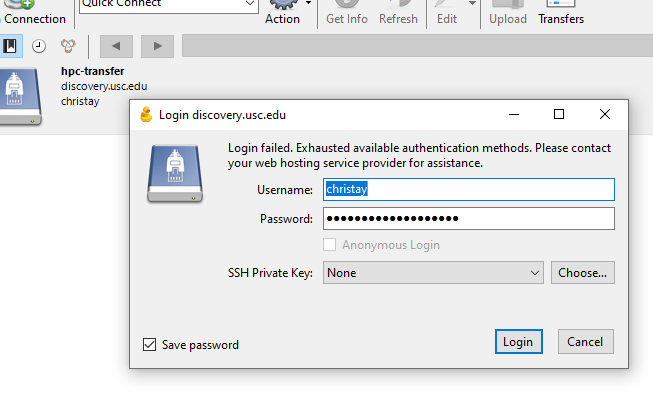 Quick Connect
Connection
Action
Get Info
Refresh
Edit
Upload
Transfers
hpc-transfer
discovery.usc.edu
christay
Login discovery.usc.edu
Login failed. Exhausted available authentication methods. Please contact
your web hosting service provider for assistance.
Username:
christay
Password:
●●●●●●●●●●●●●●●●●●●
Anonymous Login
SSH Private Key:
None
Choose...
Save password
Login
Cancel